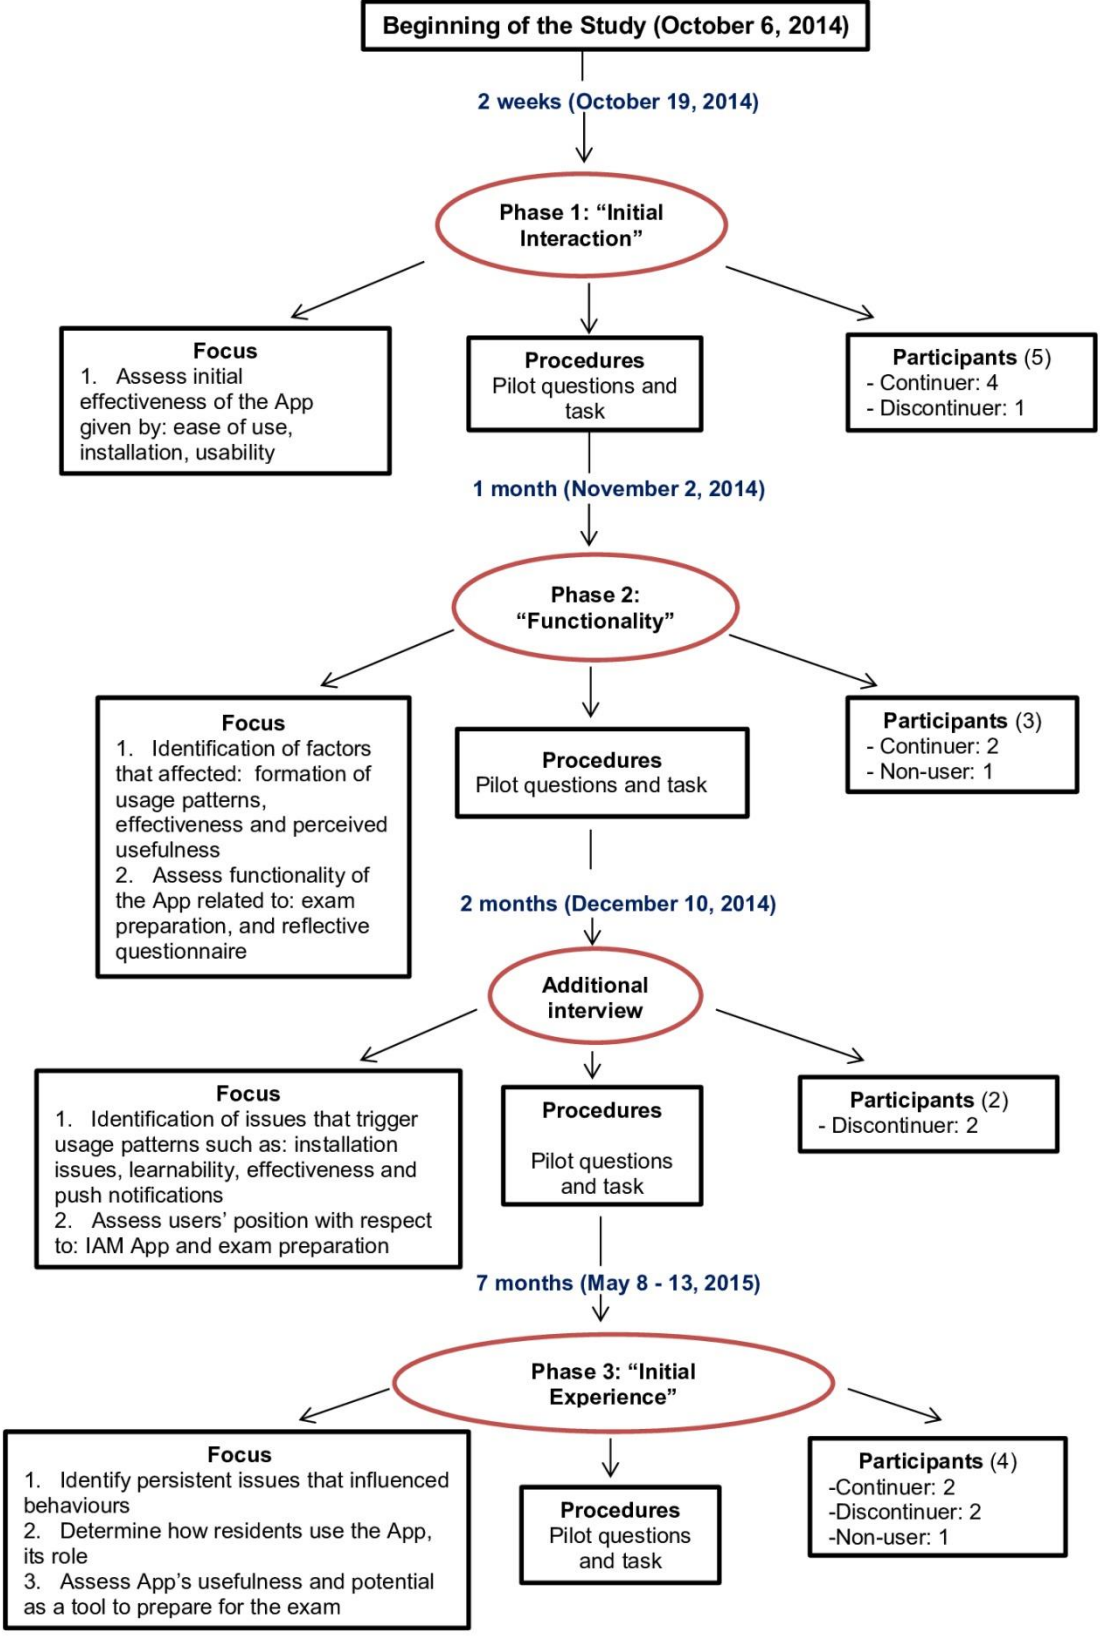 Beginning of the Study (October 6, 2014)
2 weeks (October 19, 2014)
Phase 1: “Initial
Interaction”
Focus
1. Assess initial
effectiveness of the App
given by: ease of use,
installation, usability
Procedures
Pilot questions and
task
Participants (5)
- Continuer: 4
- Discontinuer: 1
1 month (November 2, 2014)
Phase 2:
“Functionality”
Focus
1. Identification of factors
that affected: formation of
usage patterns,
effectiveness and perceived
usefulness
2. Assess functionality of
the App related to: exam
preparation, and reflective
questionnaire
Procedures
Pilot questions and task
Participants (3)
- Continuer: 2
- Non-user: 1
2 months (December 10, 2014)
Additional
interview
Focus
1. Identification of issues that trigger
usage patterns such as: installation
issues, learnability, effectiveness and
push notifications
2. Assess users’ position with respect
to: IAM App and exam preparation
Procedures
Pilot questions
and task
Participants (2)
- Discontinuer: 2
7 months (May 8 - 13, 2015)
Phase 3: “Initial
Experience”
Focus
1. Identify persistent issues that influenced
behaviours
2. Determine how residents use the App,
its role
3. Assess App’s usefulness and potential
as a tool to prepare for the exam
Procedures
Pilot questions
and task
Participants (4)
-Continuer: 2
-Discontinuer: 2
-Non-user: 1